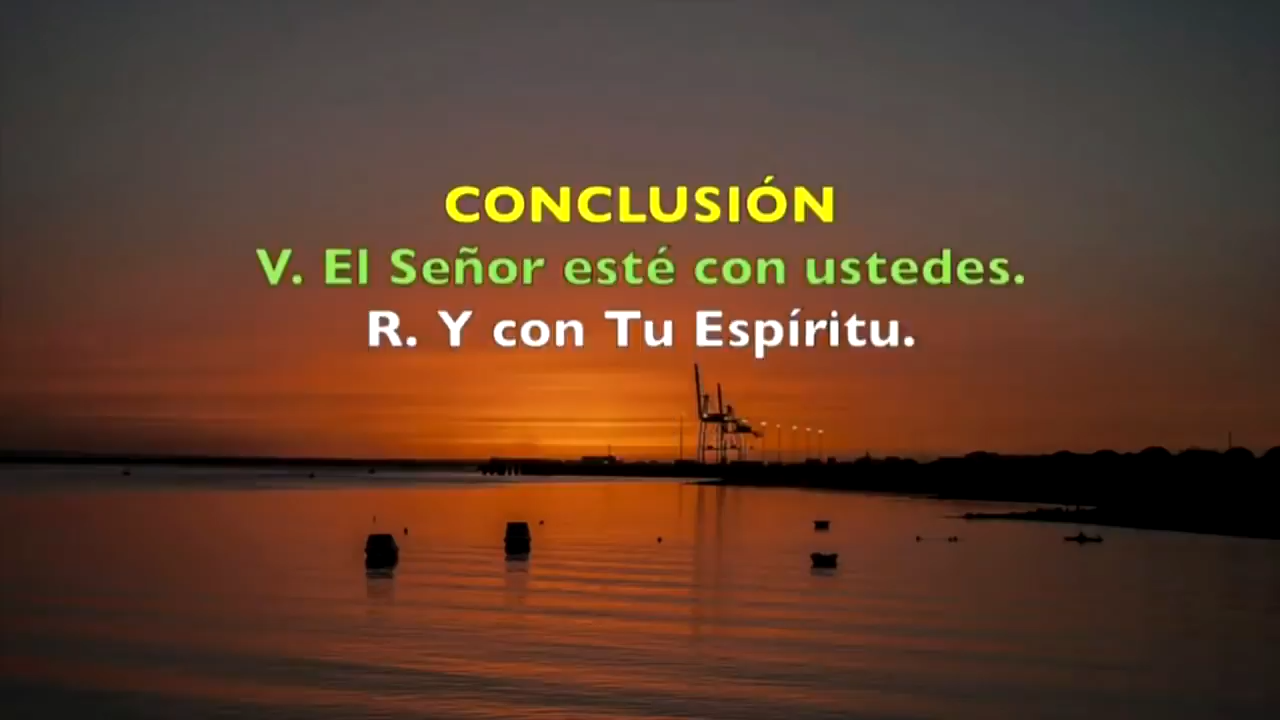 CONCLUSIÓN
V. El Señor esté con ustedes.
R. Y con Tu Espíritu.